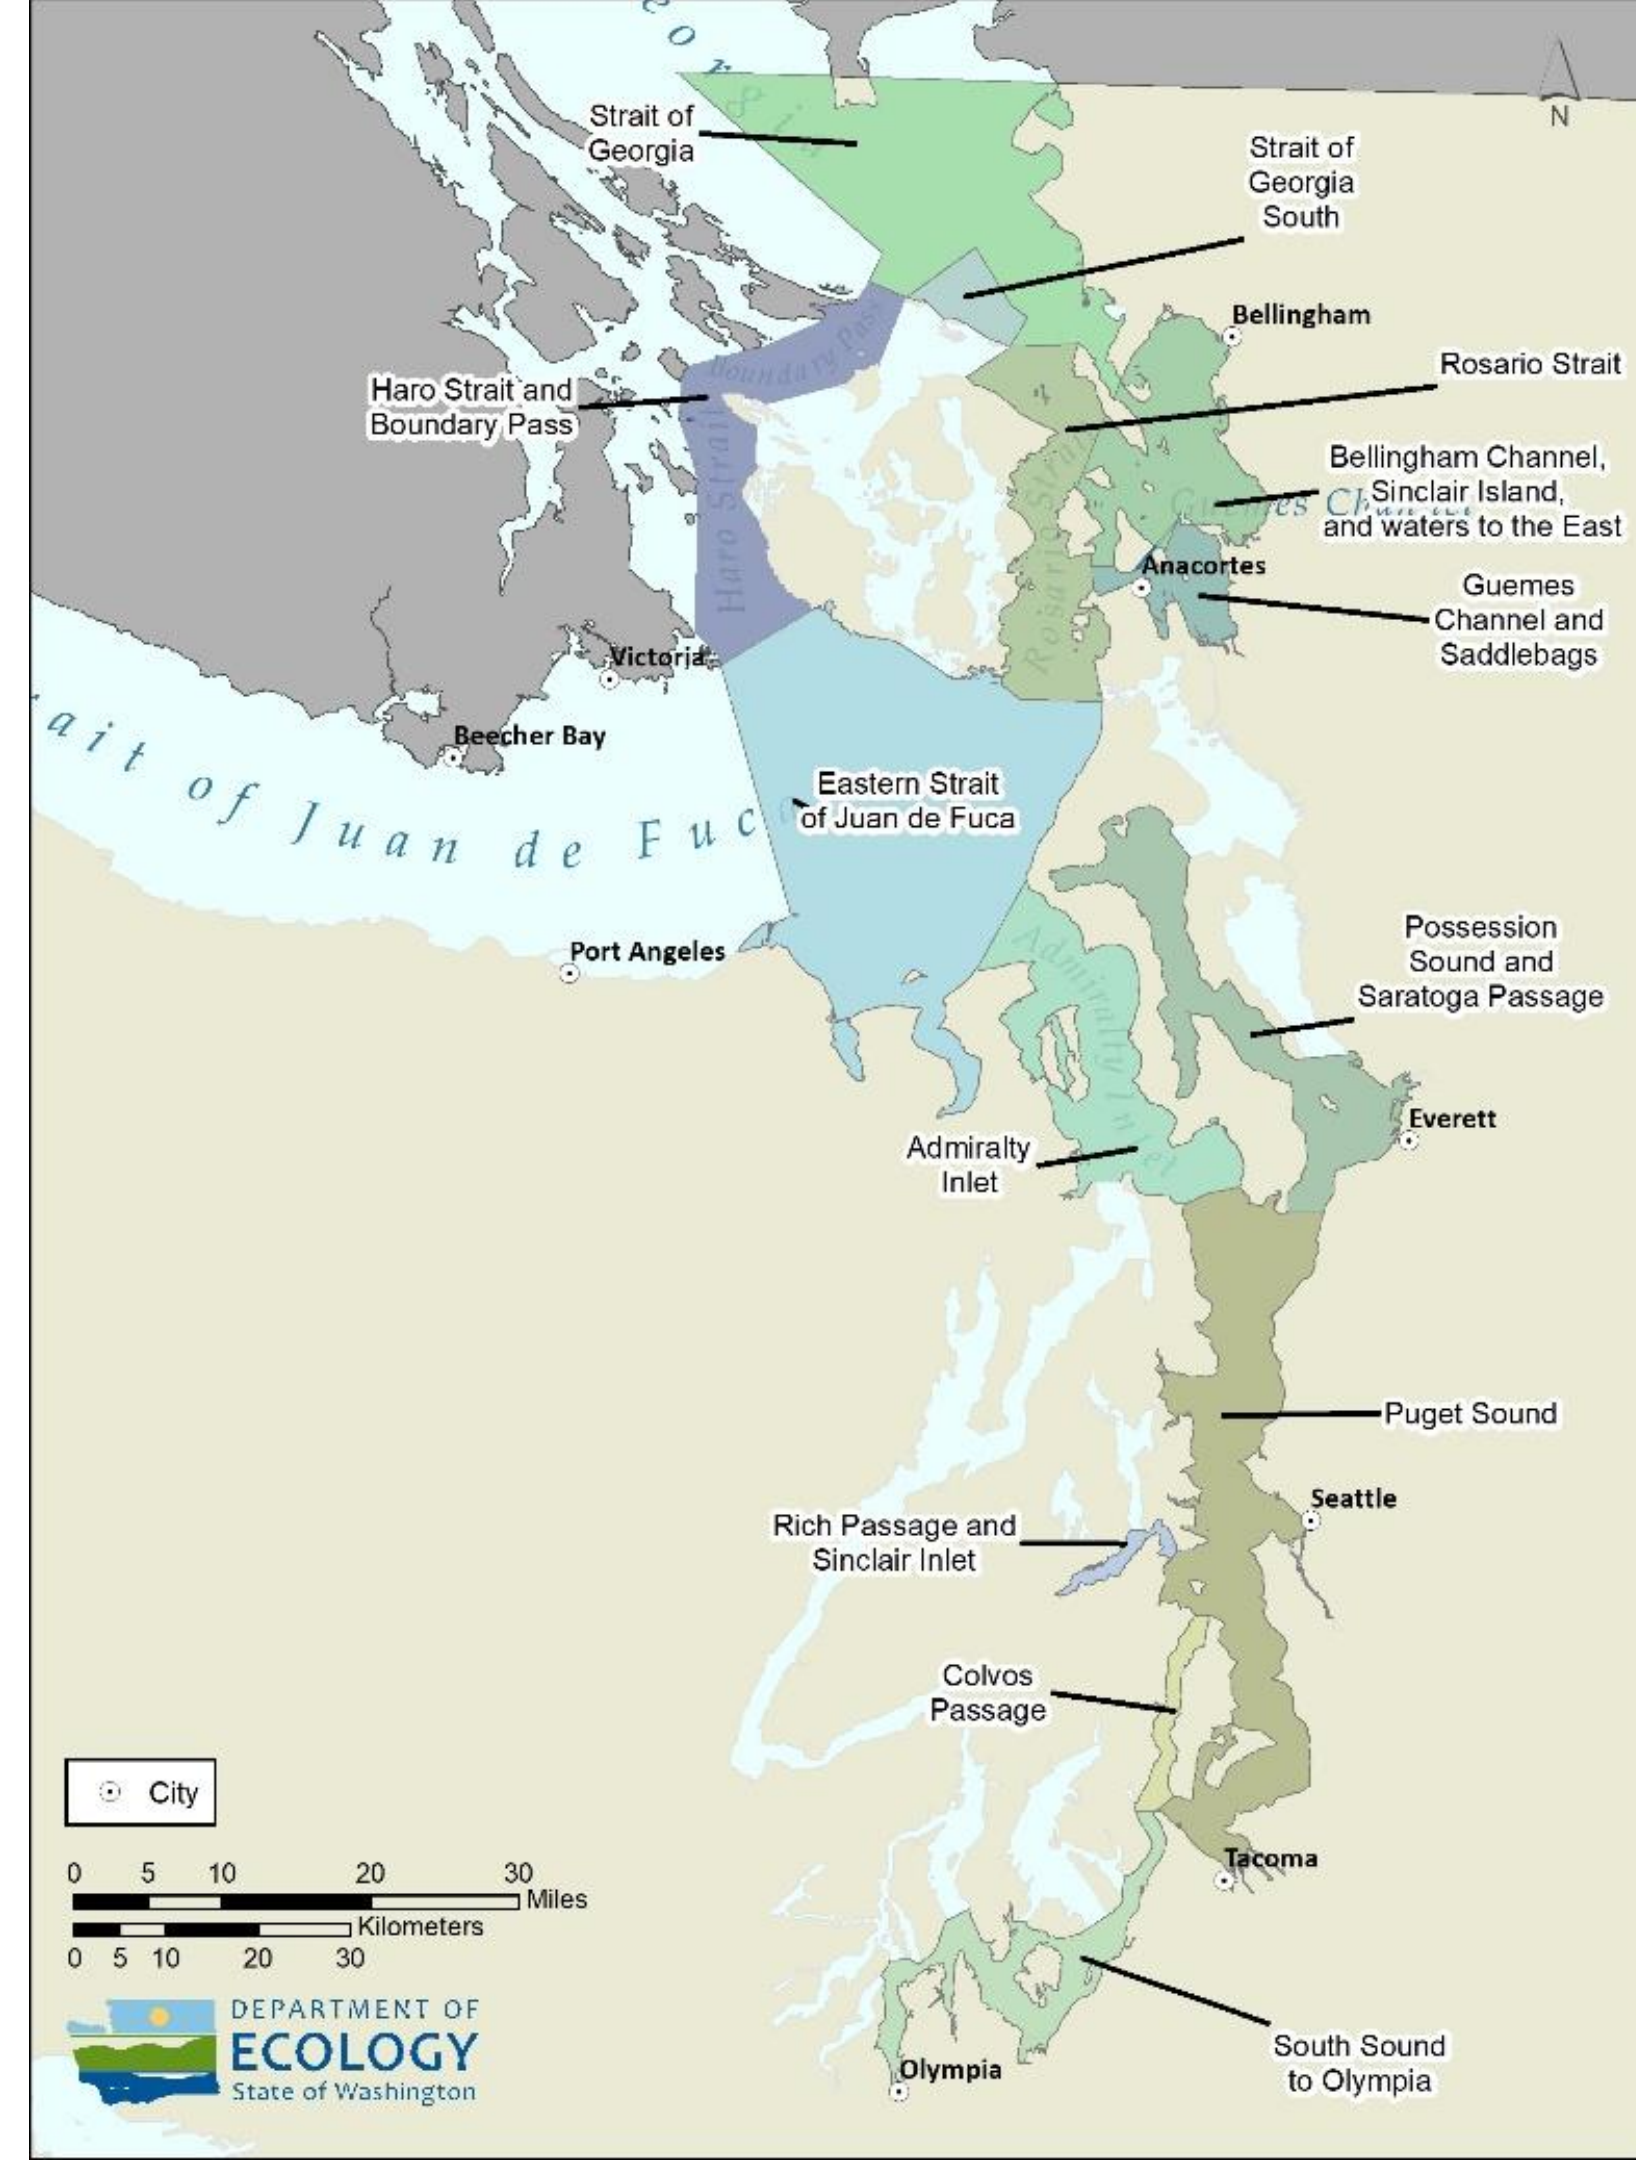 Strait of
Georgia
Strait of
Georgia
South
N
Bellingham
Boundary Pass
Rosario Strait
Haro Strait and
Boundary Pass
Bellingham Channel,
Sinclair Island,
and waters to the East
Haro Strait
Rosario Strait
Anacortes
Guemes
Channel and
Saddlebags
Victoria
Beecher Bay
rait of Juan de Fuca
Eastern Strait
of Juan de Fuca
Port Angeles
Admiralty Inlet
Possession
Sound and
Saratoga Passage
Everett
Admiralty
Inlet
Puget Sound
Seattle
Rich Passage and
Sinclair Inlet
Colvos
Passage
City
Tacoma
0 5 10 20 30
Miles
Kilometers
0 5 10 20 30
DEPARTMENT OF
ECOLOGY
State of Washington
Olympia
South Sound
to Olympia